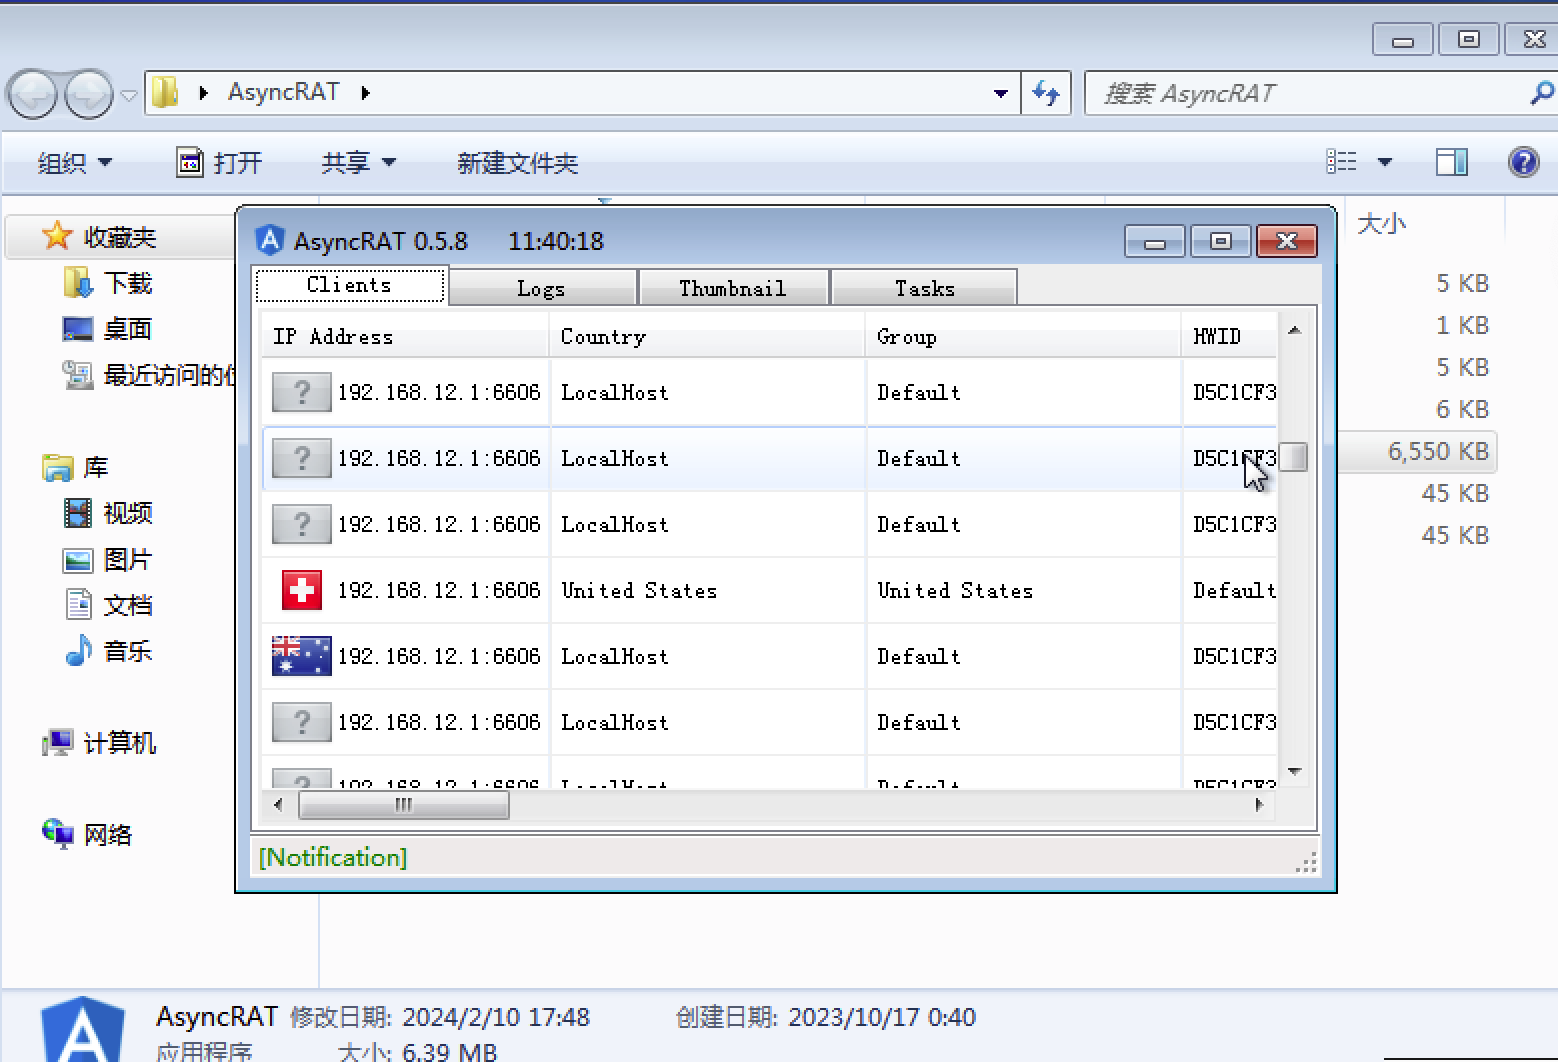 AsyncRAT
搜索 AsyncRAT
组织 打开 共享 新建文件夹
收藏夹
下载
桌面
最近访问的
库
视频
图片
文档
音乐
计算机
网络
大小
5 KB
1 KB
5 KB
6 KB
6,550 KB
45 KB
45 KB
AsyncRAT 0.5.8 11:40:18
Clients Logs Thumbnail Tasks
IP Address Country Group HWID
192.168.12.1:6606 LocalHost Default D5C1CF3
192.168.12.1:6606 LocalHost Default D5C1CF3
192.168.12.1:6606 LocalHost Default D5C1CF3
192.168.12.1:6606 United States United States Default
192.168.12.1:6606 LocalHost Default D5C1CF3
192.168.12.1:6606 LocalHost Default D5C1CF3
192.168.12.1:6606 LocalHost Default D5C1CF3
[Notification]
AsyncRAT 修改日期: 2024/2/10 17:48 创建日期: 2023/10/17 0:40
应用程序 大小: 6.39 MB